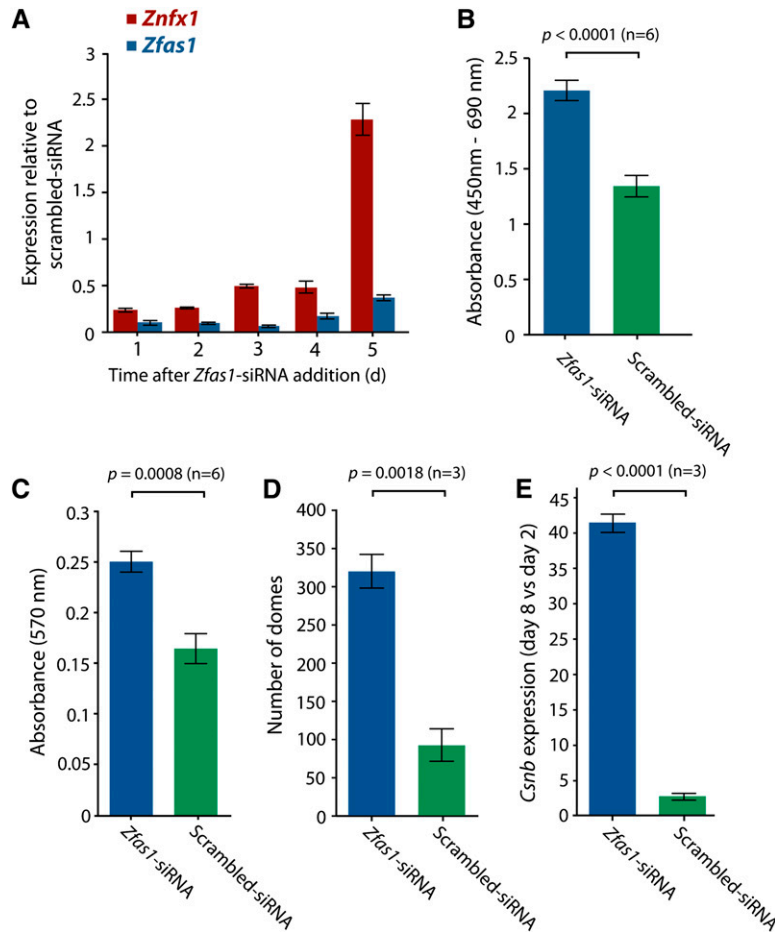 A
Znfx1
Zfas1
Expression relative to
scrambled-siRNA
3
2.5
2
1.5
1
0.5
0
1 2 3 4 5
Time after Zfas1-siRNA addition (d)
B
p < 0.0001 (n=6)
Absorbance (450nm - 690 nm)
2.5
2
1.5
1
0.5
0
Zfas1-siRNA
Scrambled-siRNA
C
p = 0.0008 (n=6)
Absorbance (570 nm)
0.3
0.25
0.2
0.15
0.1
0.05
0
Zfas1-siRNA
Scrambled-siRNA
D
p = 0.0018 (n=3)
Number of domes
400
350
300
250
200
150
100
50
0
Zfas1-siRNA
Scrambled-siRNA
E
p < 0.0001 (n=3)
Csnb expression (day 8 vs day 2)
45
40
35
30
25
20
15
10
5
0
Zfas1-siRNA
Scrambled-siRNA